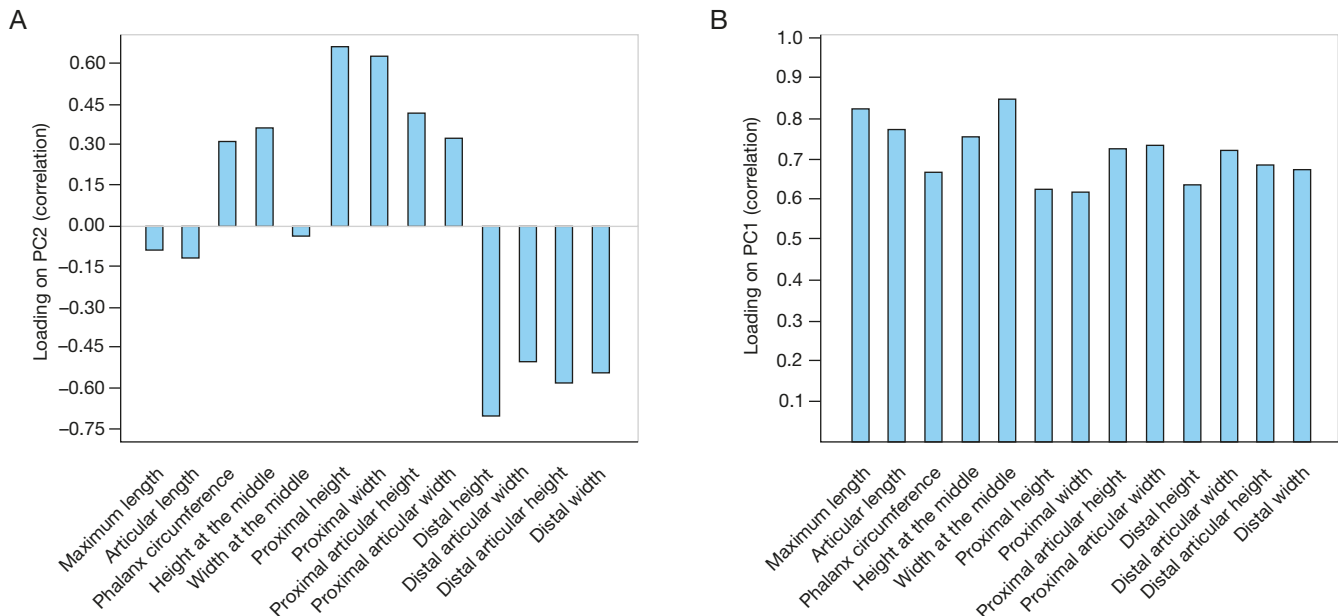 A
Loading on PC2 (correlation)
0.60
0.45
0.30
0.15
0.00
–0.15
–0.30
–0.45
–0.60
–0.75
Maximum length
Articular length
Phalanx circumference
Height at the middle
Width at the middle
Proximal height
Proximal width
Proximal articular height
Proximal articular width
Distal height
Distal articular width
Distal articular height
Distal width
B
Loading on PC1 (correlation)
1.0
0.9
0.8
0.7
0.6
0.5
0.4
0.3
0.2
0.1
Maximum length
Articular length
Phalanx circumference
Height at the middle
Width at the middle
Proximal height
Proximal width
Proximal articular height
Proximal articular width
Distal height
Distal articular width
Distal articular height
Distal width